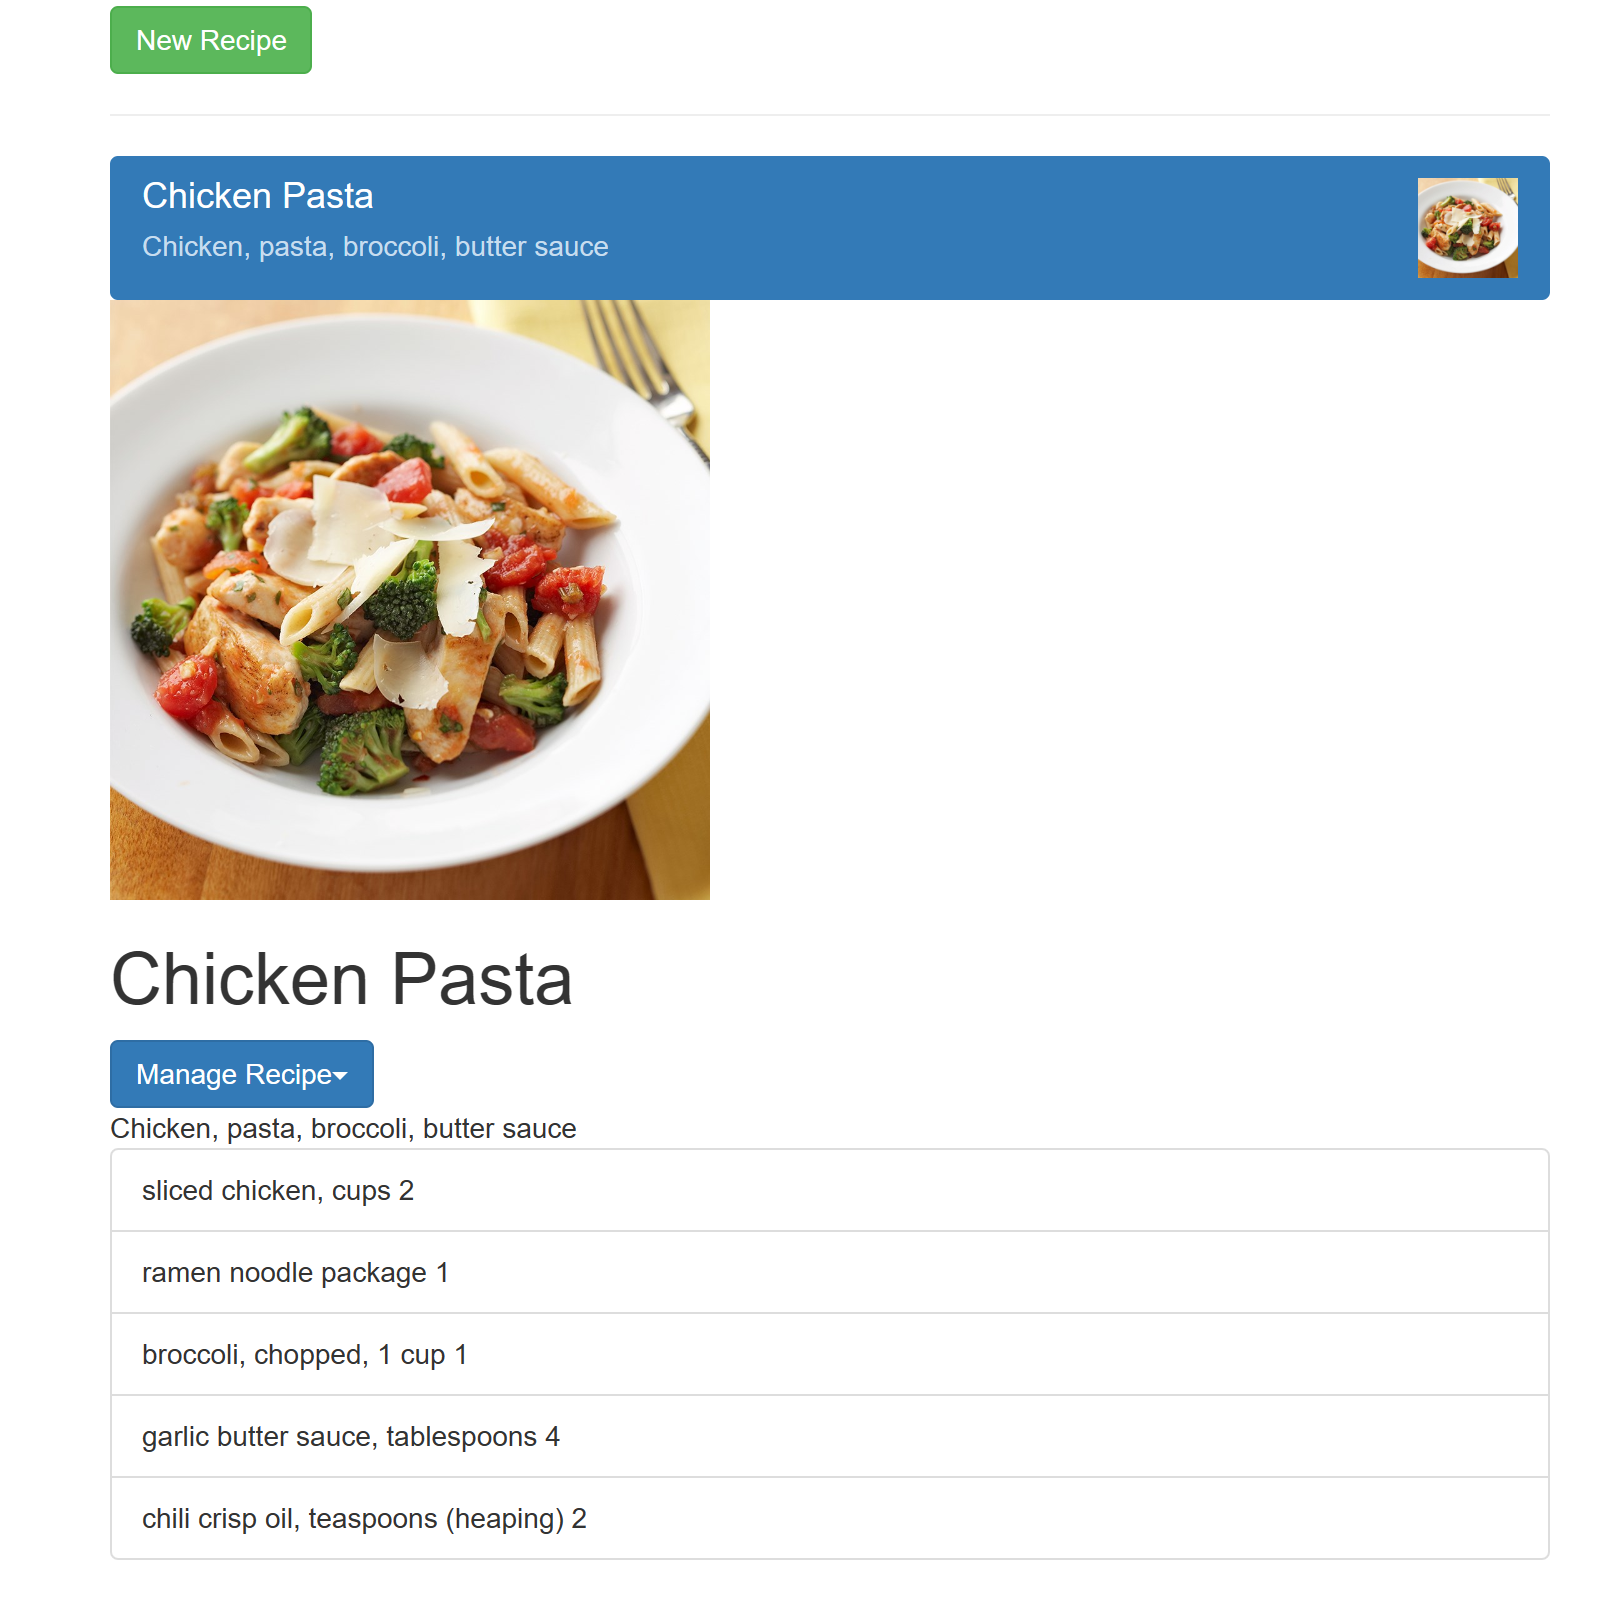 New Recipe
Chicken Pasta
Chicken, pasta, broccoli, butter sauce
Chicken Pasta
Manage Recipe
Chicken, pasta, broccoli, butter sauce
sliced chicken, cups 2
ramen noodle package 1
broccoli, chopped, 1 cup 1
garlic butter sauce, tablespoons 4
chili crisp oil, teaspoons (heaping) 2